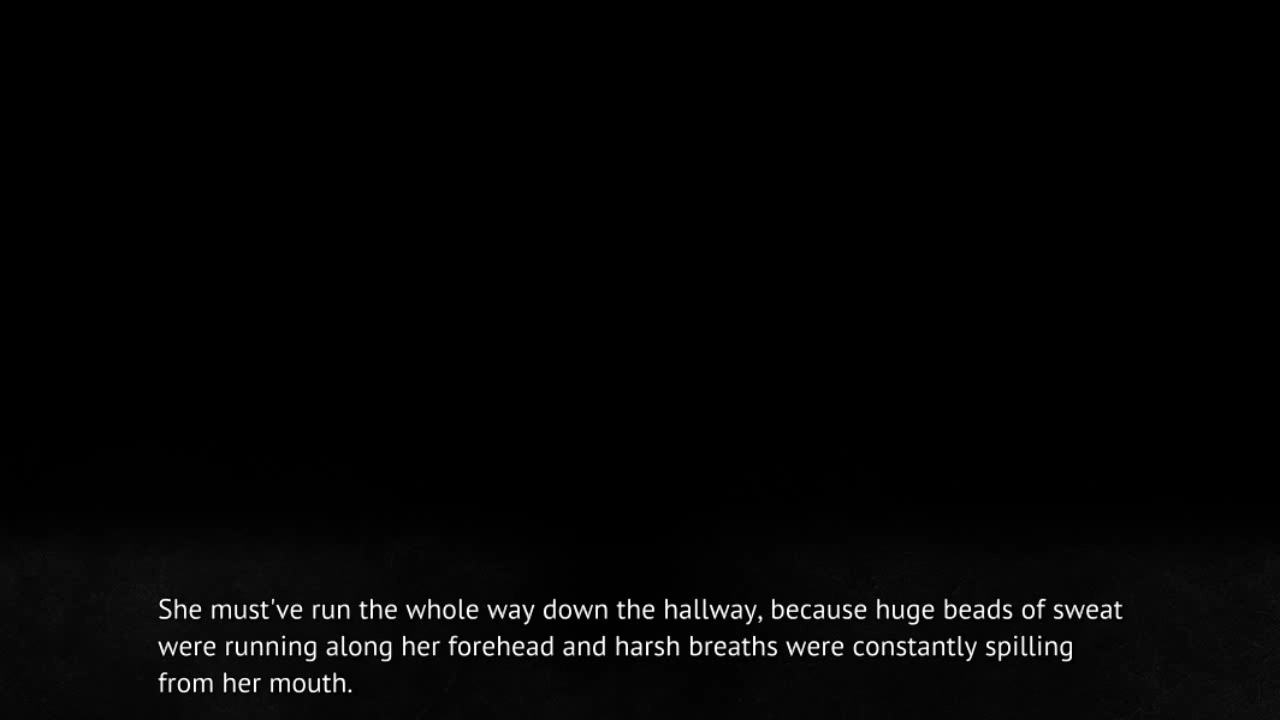 She must've run the whole way down the hallway, because huge beads of sweat
were running along her forehead and harsh breaths were constantly spilling
from her mouth.